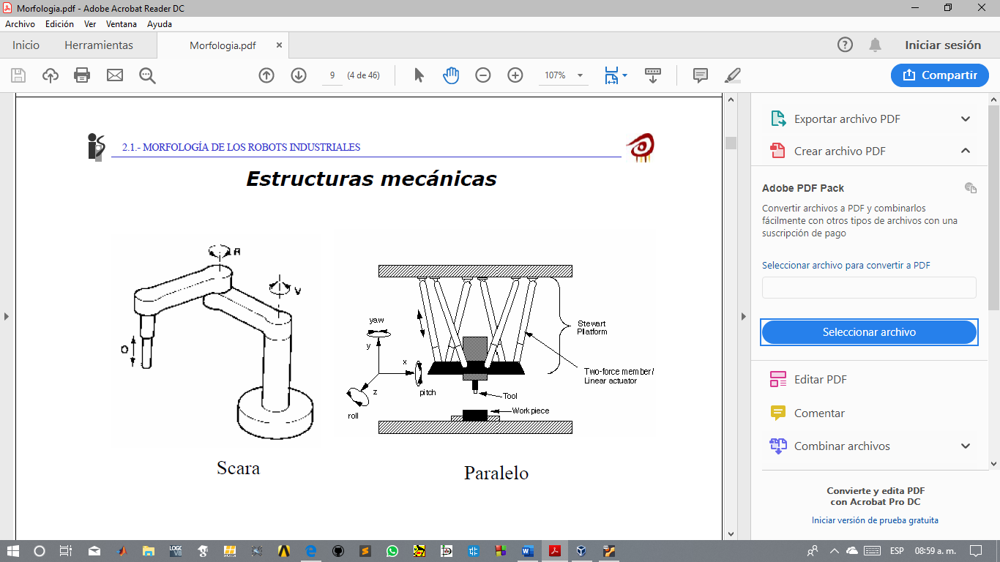 Morfologia.pdf - Adobe Acrobat Reader DC
Archivo Edición Ver Ventana Ayuda
Inicio Herramientas Morfologia.pdf × Iniciar sesión
9 (4 de 46) 107% Compartir
2.1.- MORFOLOGÍA DE LOS ROBOTS INDUSTRIALES
Estructuras mecánicas
R
V
O
yaw
y
x
z
pitch
roll
Stewart
Platform
Two-force member/
Linear actuator
Tool
Workpiece
Scara
Paralelo
Exportar archivo PDF
Crear archivo PDF
Adobe PDF Pack
Convertir archivos a PDF y combinarlos
fácilmente con otros tipos de archivos con una
suscripción de pago
Seleccionar archivo para convertir a PDF
Seleccionar archivo
Editar PDF
Comentar
Combinar archivos
Convierte y edita PDF
con Acrobat Pro DC
Iniciar versión de prueba gratuita
LOGO
V8
ESP 08:59 a. m.